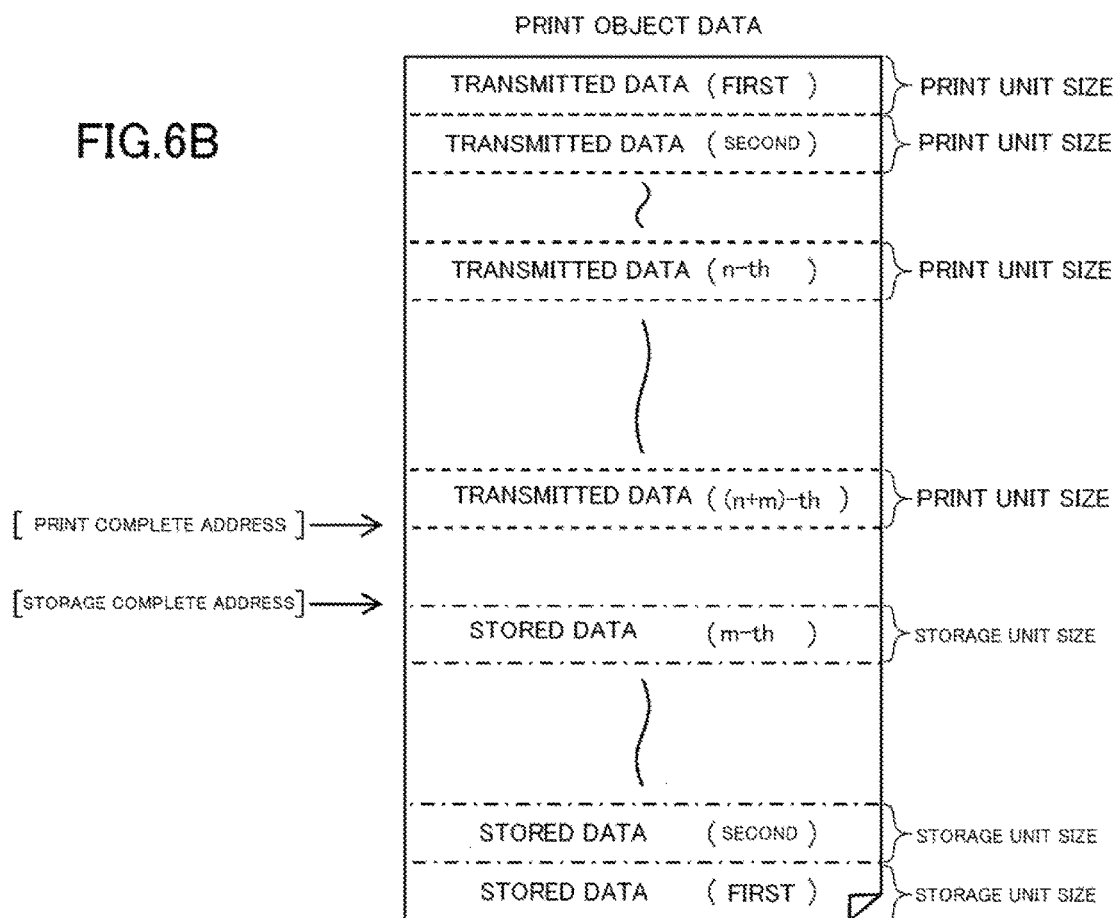 PRINT OBJECT DATA
FIG.6B
TRANSMITTED DATA (FIRST) PRINT UNIT SIZE
TRANSMITTED DATA (SECOND) PRINT UNIT SIZE
TRANSMITTED DATA (n-th ) PRINT UNIT SIZE
TRANSMITTED DATA ((n+m)-th ) PRINT UNIT SIZE
[ PRINT COMPLETE ADDRESS ]
[STORAGE COMPLETE ADDRESS]
STORED DATA (m-th ) STORAGE UNIT SIZE
STORED DATA (SECOND) STORAGE UNIT SIZE
STORED DATA ( FIRST ) STORAGE UNIT SIZE